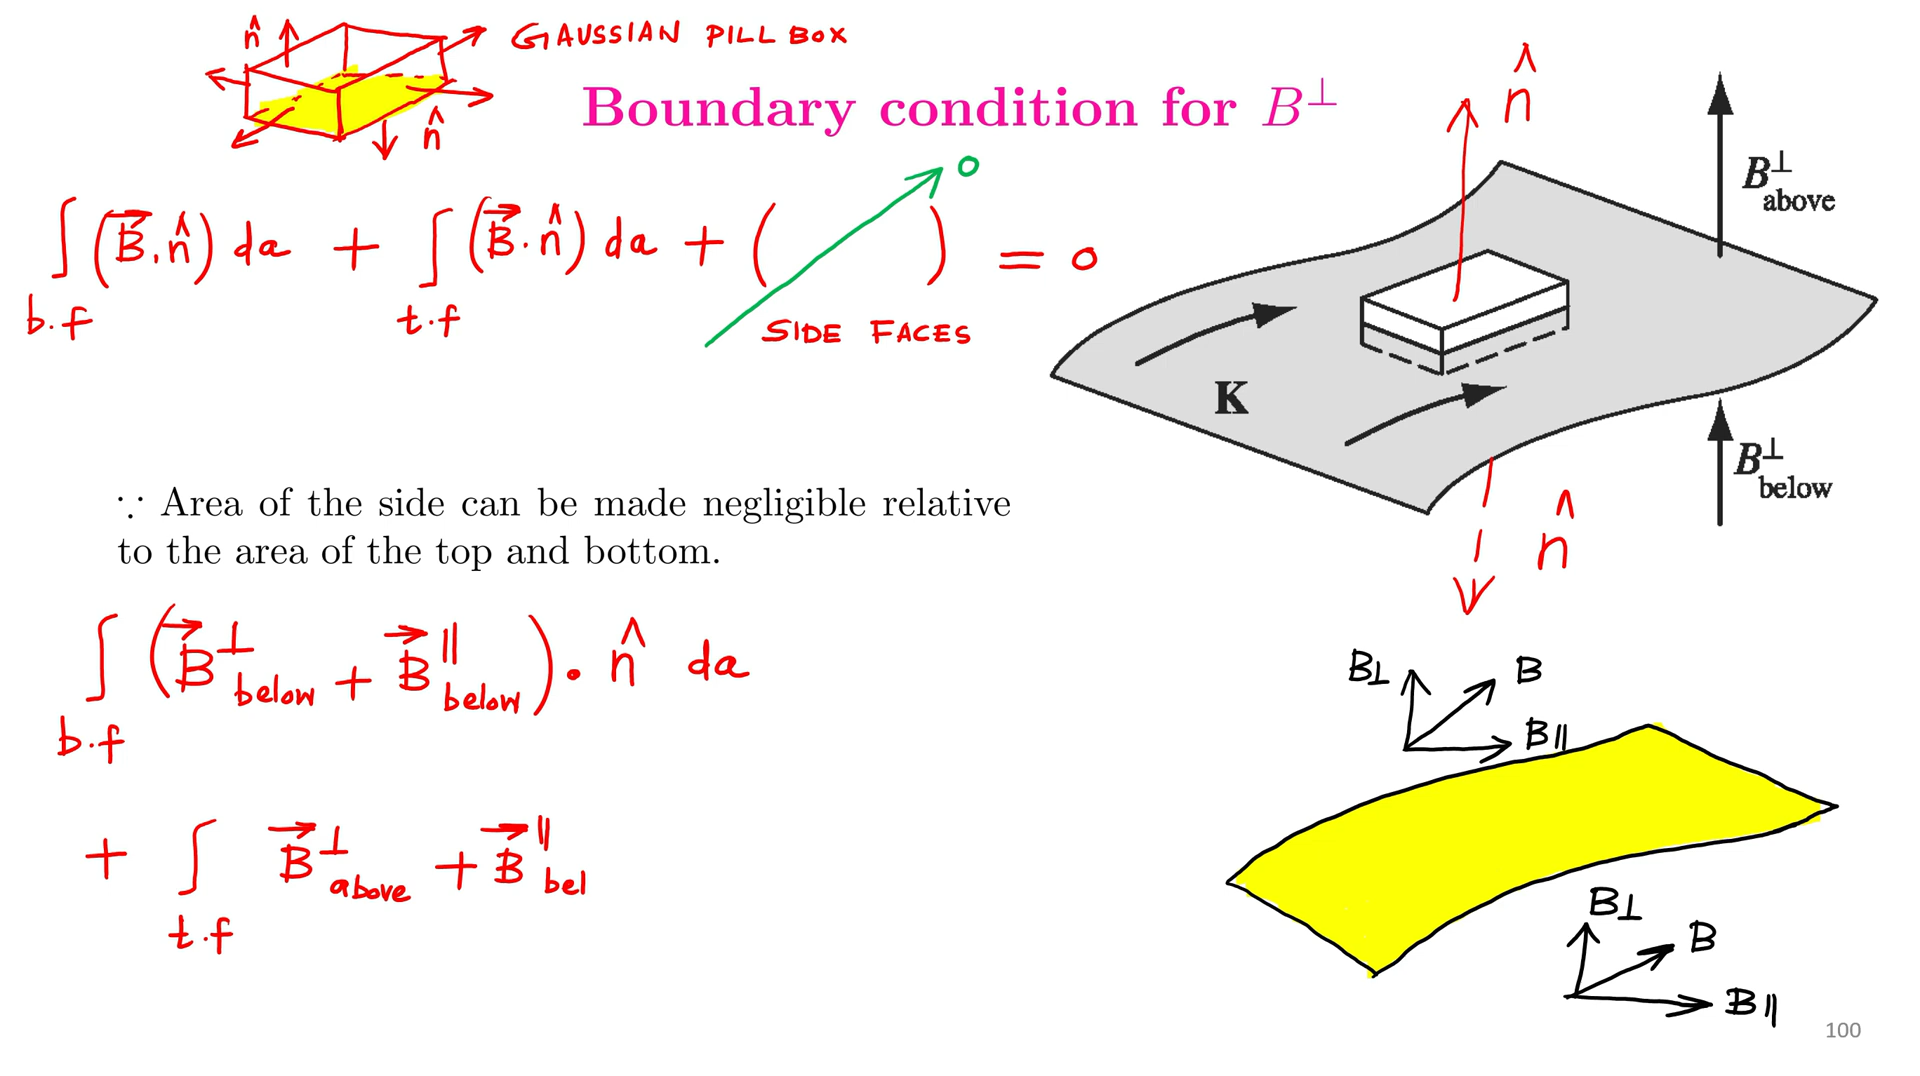 n̂
GAUSSIAN PILL BOX
n̂
Boundary condition for B⊥
∫ (B⃗.n̂) da + ∫ (B⃗.n̂) da + ( ) = 0
0
b.f t.f SIDE FACES
∵ Area of the side can be made negligible relative
to the area of the top and bottom.
∫ (B⃗⊥ below + B⃗∥ below) . n̂ da
b.f
+ ∫ B⃗⊥ above + B⃗∥ bel
t.f
n̂
B⊥ above
K
B⊥ below
n̂
B⊥
B
B∥
B⊥
B
B∥
100